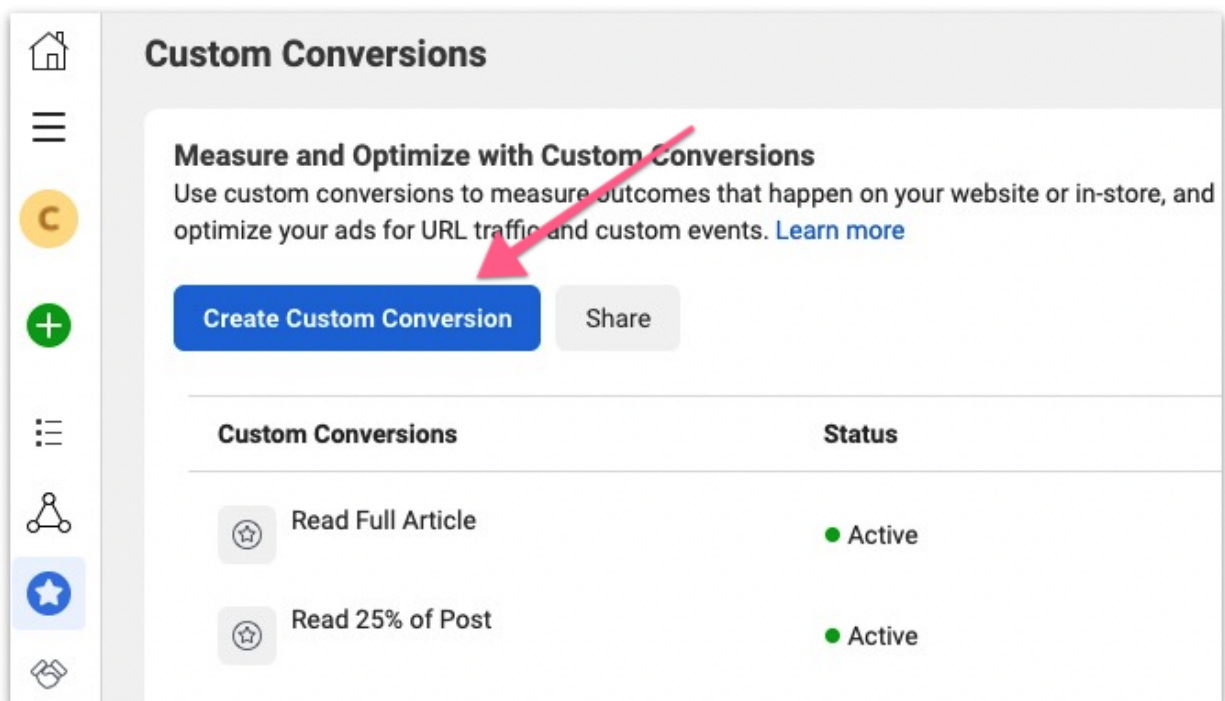 Custom Conversions
C
Measure and Optimize with Custom Conversions
Use custom conversions to measure outcomes that happen on your website or in-store, and
optimize your ads for URL traffic and custom events. Learn more
Create Custom Conversion
Share
Custom Conversions
Status
Read Full Article
Active
Read 25% of Post
Active